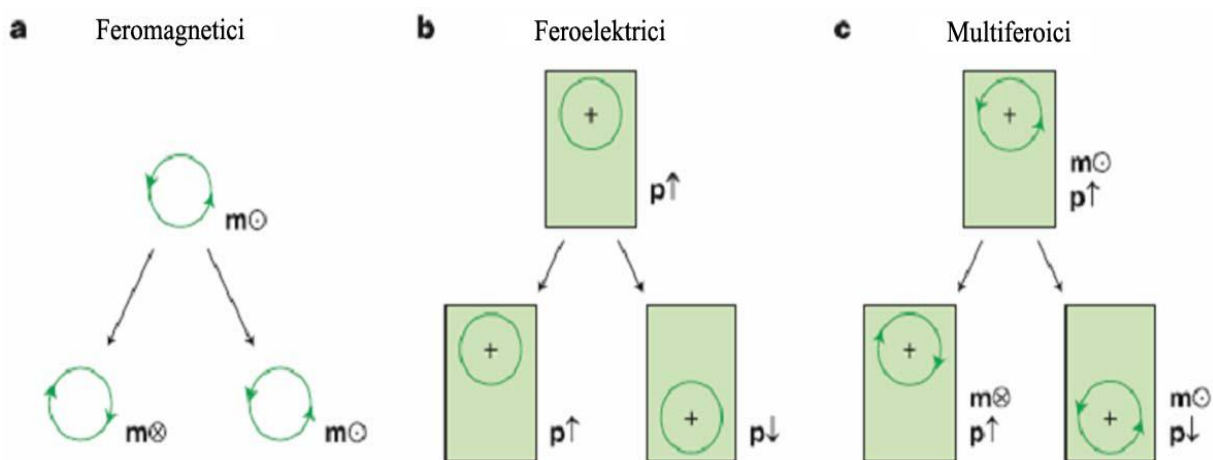 a Feromagnetici
b Feroelektrici
c Multiferoici
+
p↑
+
m⊙
p↑
m⊙
m⊗
m⊙
+
p↑
+
p↓
+
m⊗
p↑
+
m⊙
p↓